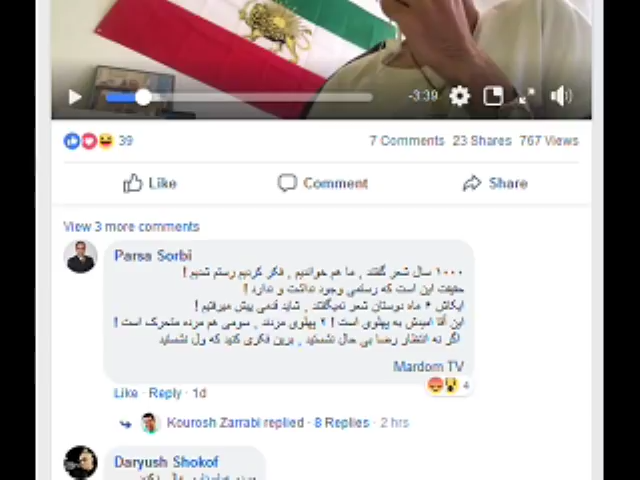 -3:39
39
7 Comments 23 Shares 767 Views
Like Comment Share
View 3 more comments
Parsa Sorbi
۱۰۰۰ سال شعر گفتند , ما هم خواندیم , فکر کردیم رستم شدیم !
حقیقت این است که رستمی وجود نداشت و ندارد !
ایکاش ۶ ماه دوستان شعر نمیگفتند , شاید قدمی پیش میرفتیم !
این آقا امیدش به پهلوی است ! ۲ پهلوی مردند , سومی هم مرده متحرک است !
اگر نه انتظار رضا بی حال نشستید , برین فکری کنید که ول نشماید
Mardom TV
4
Like · Reply · 1d
Kourosh Zarrabi replied · 8 Replies · 2 hrs
Daryush Shokof